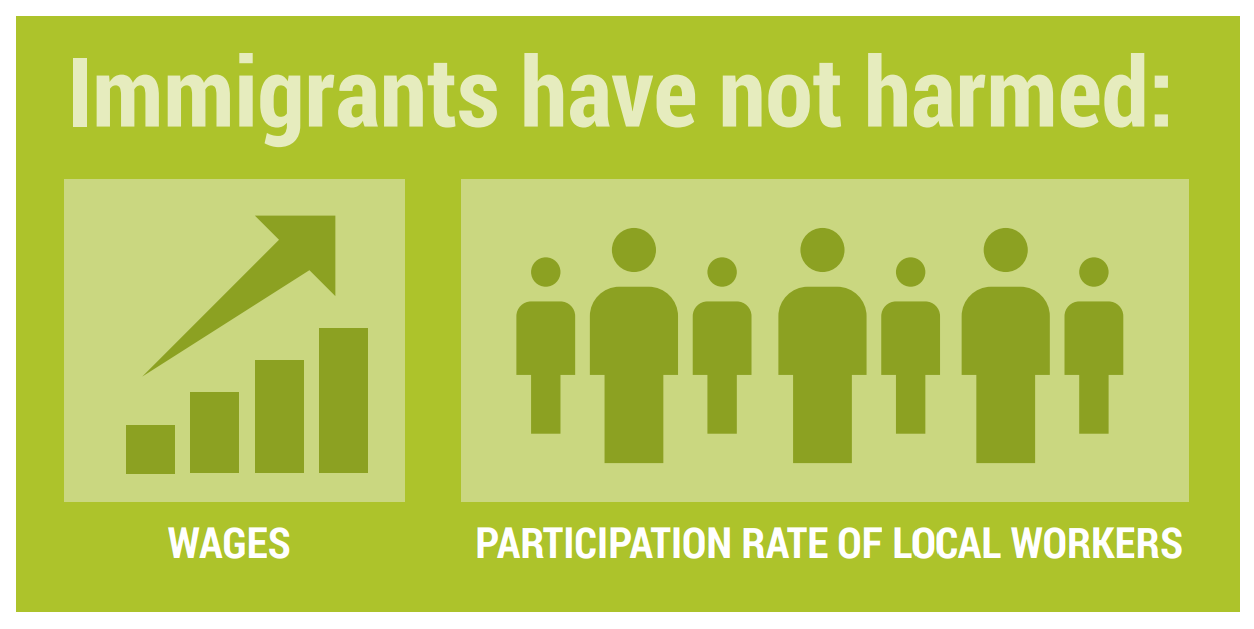 Immigrants have not harmed:
WAGES
PARTICIPATION RATE OF LOCAL WORKERS